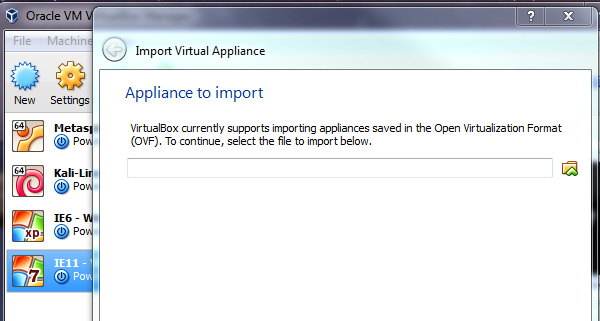 Oracle VM V
Import Virtual Appliance
File Machine
New Settings
Appliance to import
VirtualBox currently supports importing appliances saved in the Open Virtualization Format
(OVF). To continue, select the file to import below.
64 Metasp
Pow
64 Kali-Lin
Pow
IE6 - W
xp Pow
IE11 - W
7 Pow